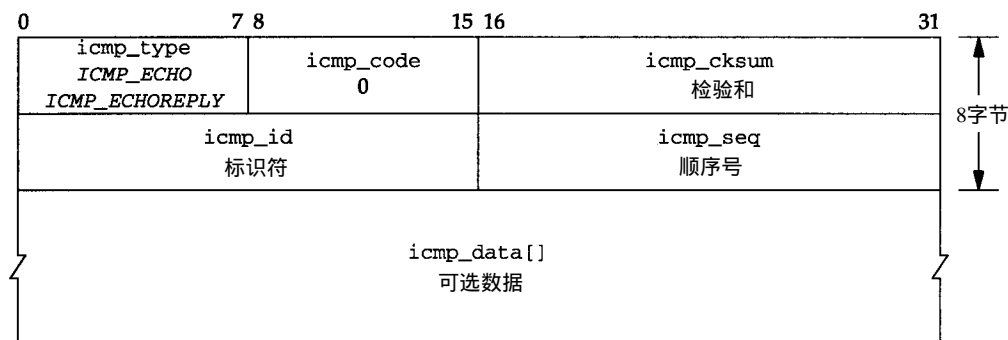 0 7 8 15 16 31
icmp_type
ICMP_ECHO
ICMP_ECHOREPLY
icmp_code
0
icmp_cksum
检验和
8字节
icmp_id
标识符
icmp_seq
顺序号
icmp_data[]
可选数据